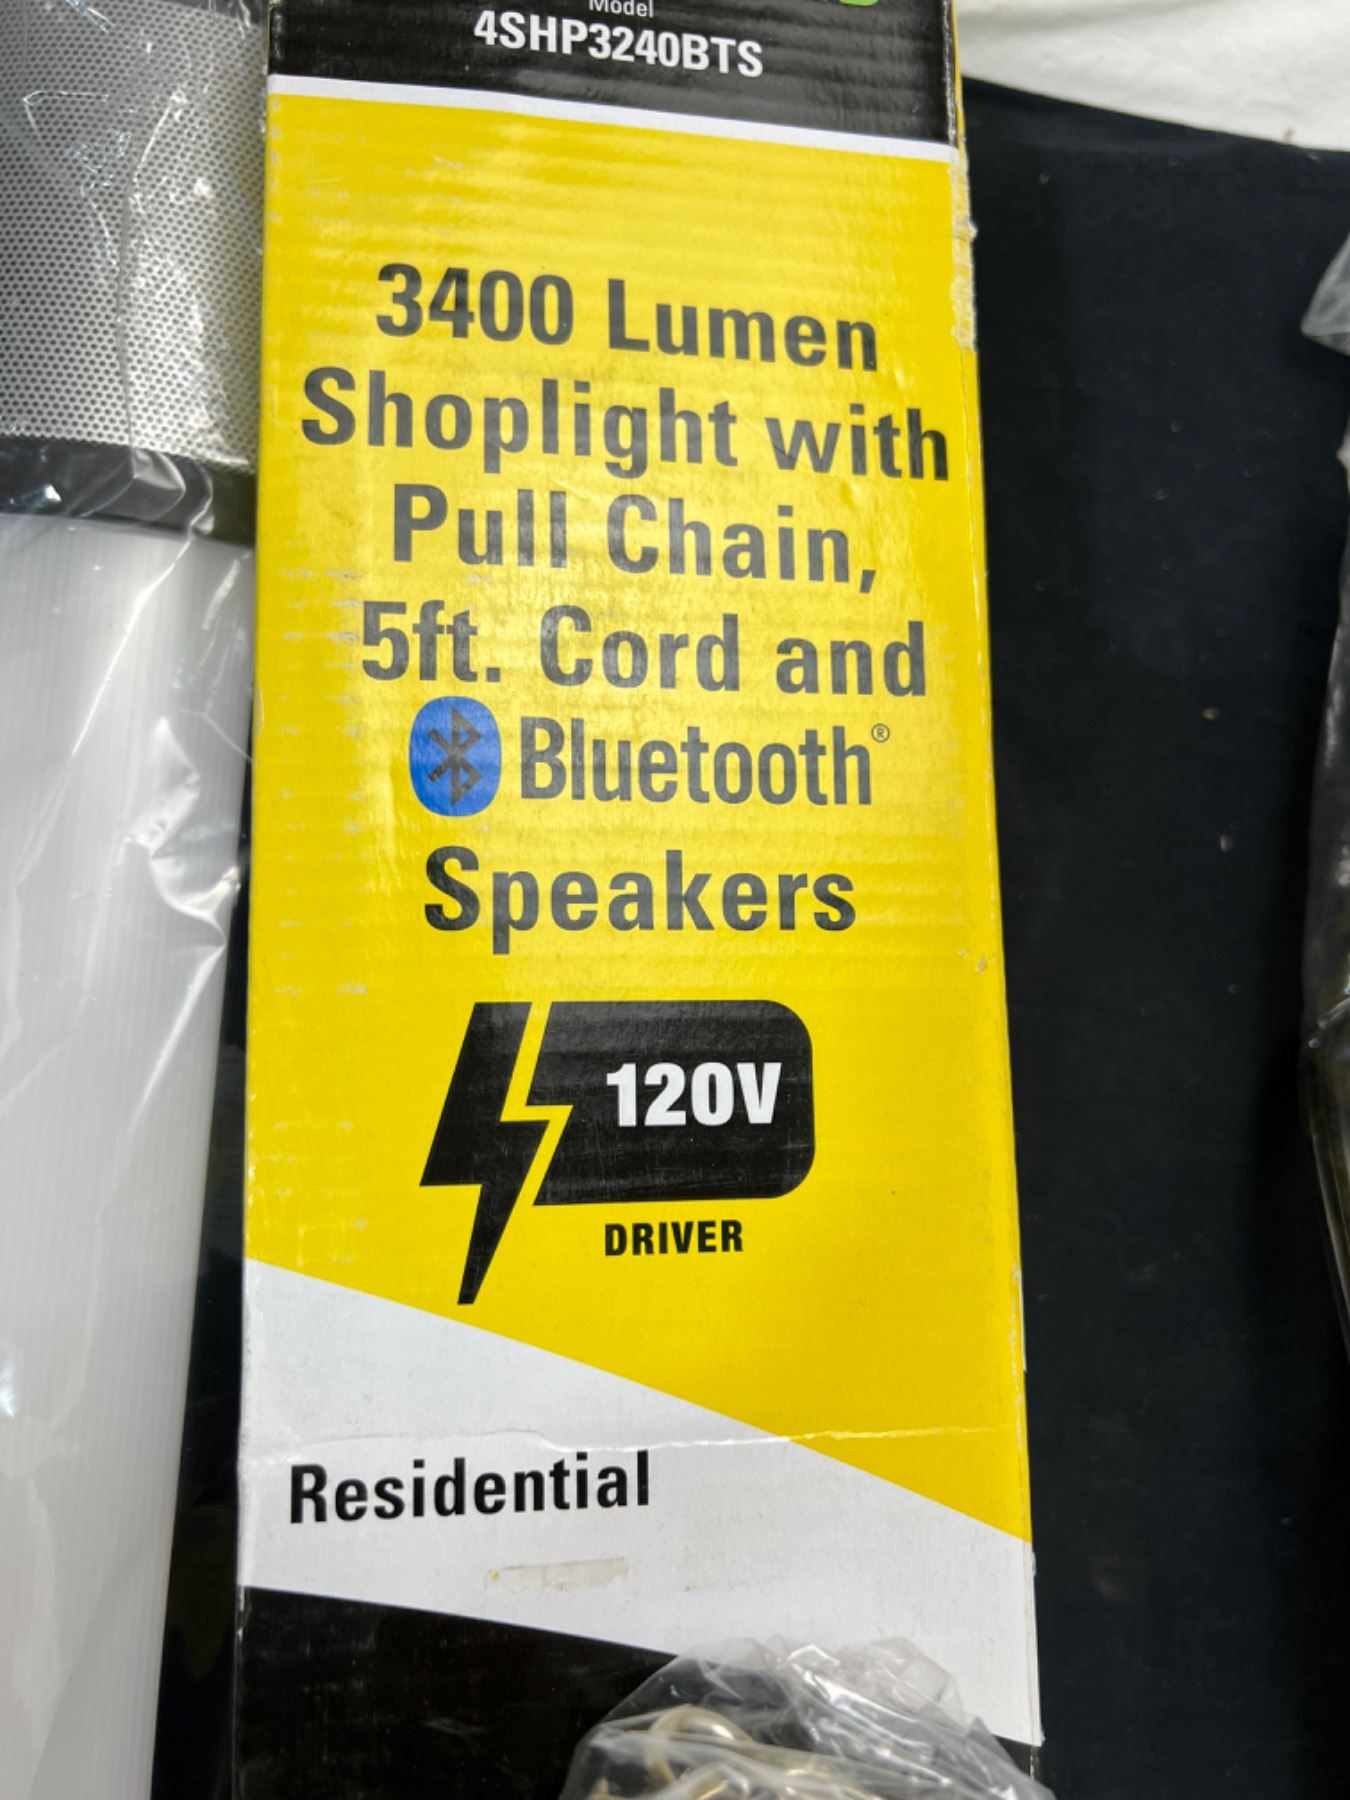 Model
4SHP3240BTS
3400 Lumen
Shoplight with
Pull Chain,
5ft. Cord and
Bluetooth®
Speakers
120V
DRIVER
Residential